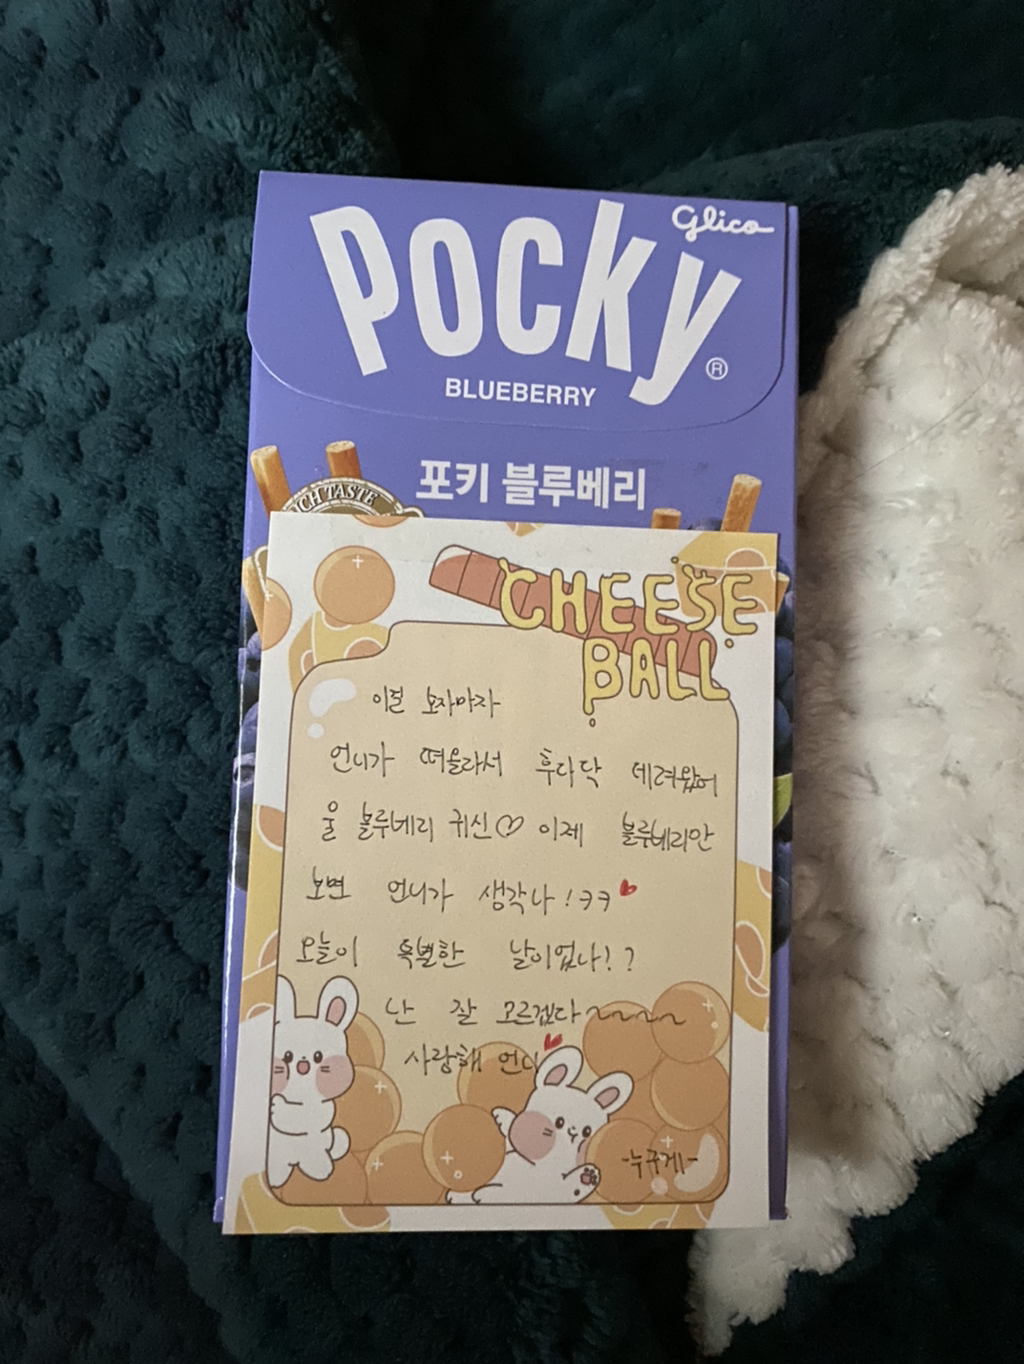 Glico
Pocky®
BLUEBERRY
포키 블루베리
CH TASTE
CHEESE
BALL
이걸 보자마자
언니가 떠올라서 후다닥 데려왔어
울 블루베리 귀신♡ 이제 블루베리만
보면 언니가 생각나!ㅋㅋ♥
오늘이 특별한 날이었나!?
난 잘 모르겠다~~~~
사랑해 언니♥
-누구게-